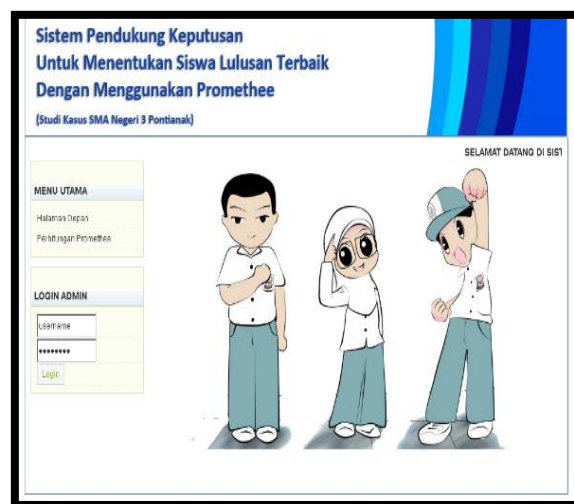 Sistem Pendukung Keputusan
Untuk Menentukan Siswa Lulusan Terbaik
Dengan Menggunakan Promethee
(Studi Kasus SMA Negeri 3 Pontianak)
SELAMAT DATANG DI SIST
MENU UTAMA
Halaman Depan
Perhitungan Promethee
LOGIN ADMIN
username
••••••••
Login